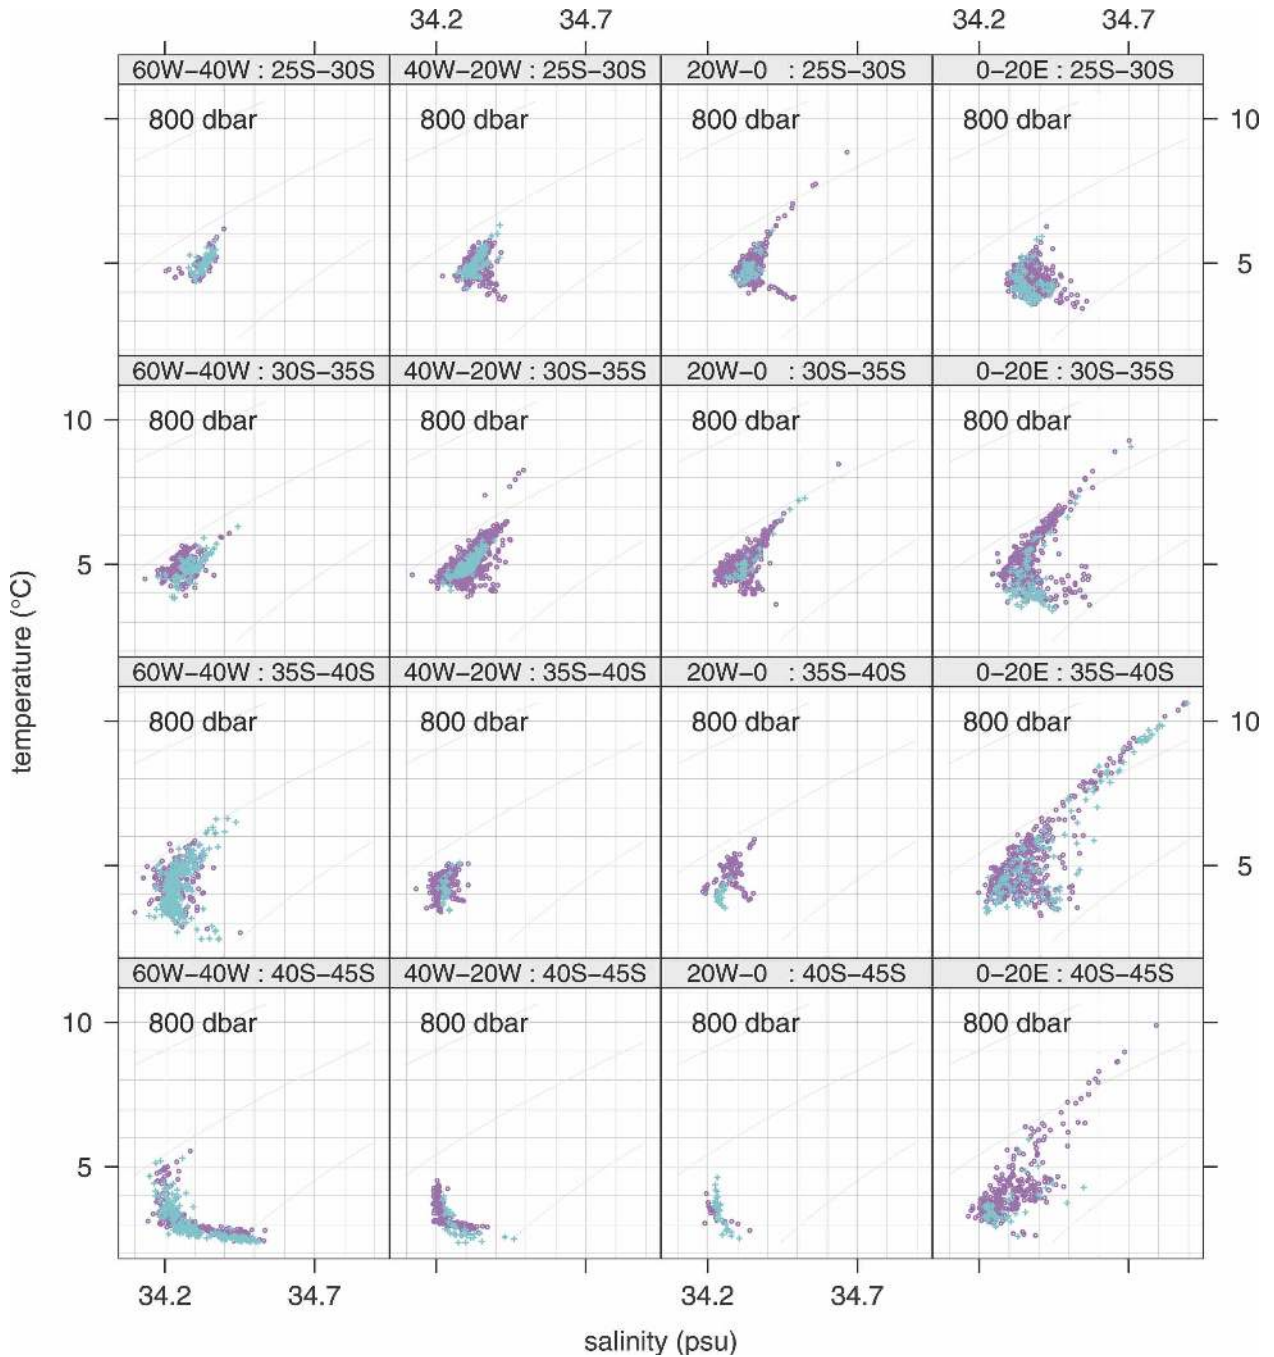 34.2 34.7 34.2 34.7
60W−40W : 25S−30S 40W−20W : 25S−30S 20W−0 : 25S−30S 0−20E : 25S−30S
800 dbar 800 dbar 800 dbar 800 dbar 10
5
60W−40W : 30S−35S 40W−20W : 30S−35S 20W−0 : 30S−35S 0−20E : 30S−35S
10 800 dbar 800 dbar 800 dbar 800 dbar
5
60W−40W : 35S−40S 40W−20W : 35S−40S 20W−0 : 35S−40S 0−20E : 35S−40S
800 dbar 800 dbar 800 dbar 800 dbar 10
5
60W−40W : 40S−45S 40W−20W : 40S−45S 20W−0 : 40S−45S 0−20E : 40S−45S
10 800 dbar 800 dbar 800 dbar 800 dbar
5
34.2 34.7 34.2 34.7
salinity (psu)
temperature (°C)